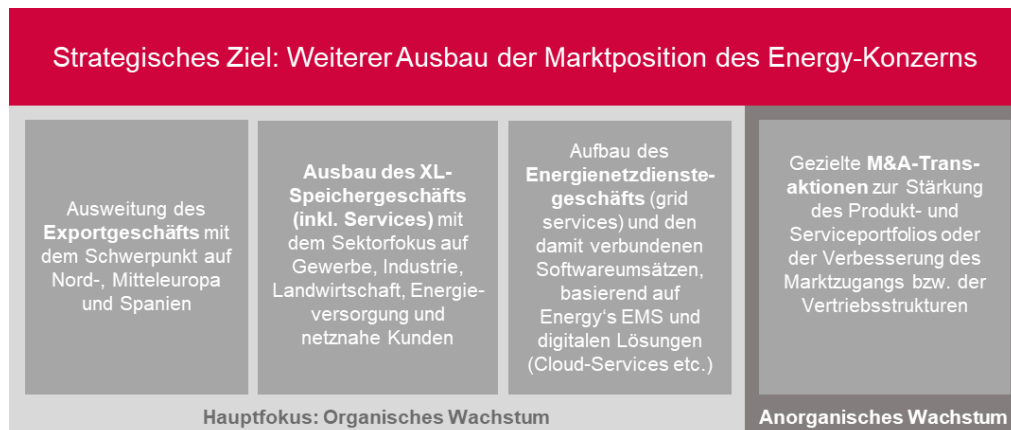 Strategisches Ziel: Weiterer Ausbau der Marktposition des Energy-Konzerns
Ausweitung des
Exportgeschäfts mit
dem Schwerpunkt auf
Nord-, Mitteleuropa
und Spanien
Ausbau des XL-
Speichergeschäfts
(inkl. Services) mit
dem Sektorfokus auf
Gewerbe, Industrie,
Landwirtschaft, Energie-
versorgung und
netznahe Kunden
Aufbau des
Energienetzdienste-
geschäfts (grid
services) und den
damit verbundenen
Softwareumsätzen,
basierend auf
Energy‘s EMS und
digitalen Lösungen
(Cloud-Services etc.)
Gezielte M&A-Trans-
aktionen zur Stärkung
des Produkt- und
Serviceportfolios oder
der Verbesserung des
Marktzugangs bzw. der
Vertriebsstrukturen
Hauptfokus: Organisches Wachstum
Anorganisches Wachstum